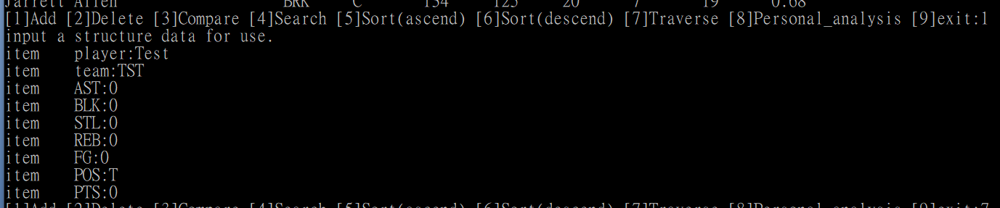 Jarrett Allen BRK C 134 125 20 7 19 0.68
[1]Add [2]Delete [3]Compare [4]Search [5]Sort(ascend) [6]Sort(descend) [7]Traverse [8]Personal_analysis [9]exit:1
input a structure data for use.
item player:Test
item team:TST
item AST:0
item BLK:0
item STL:0
item REB:0
item FG:0
item POS:T
item PTS:0
[1]Add [2]Delete [3]Compare [4]Search [5]Sort(ascend) [6]Sort(descend) [7]Traverse [8]Personal_analysis [9]exit:7